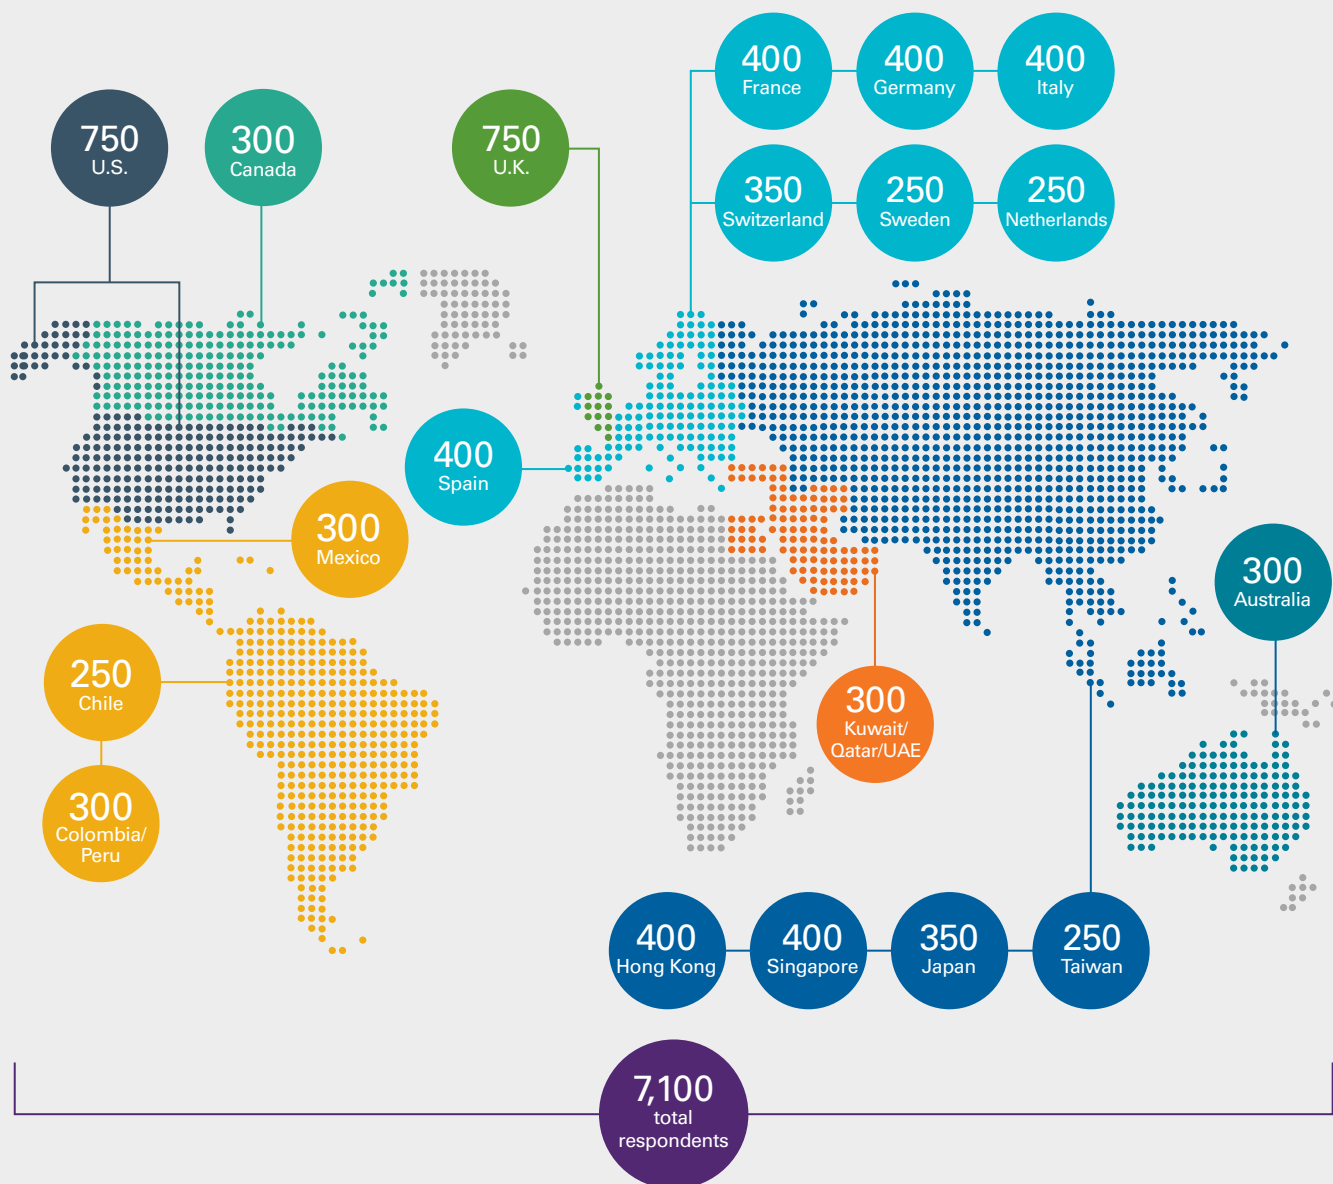 400
France
400
Germany
400
Italy
750
U.S.
300
Canada
750
U.K.
350
Switzerland
250
Sweden
250
Netherlands
400
Spain
300
Mexico
300
Australia
250
Chile
300
Kuwait/
Qatar/UAE
300
Colombia/
Peru
400
Hong Kong
400
Singapore
350
Japan
250
Taiwan
7,100
total
respondents